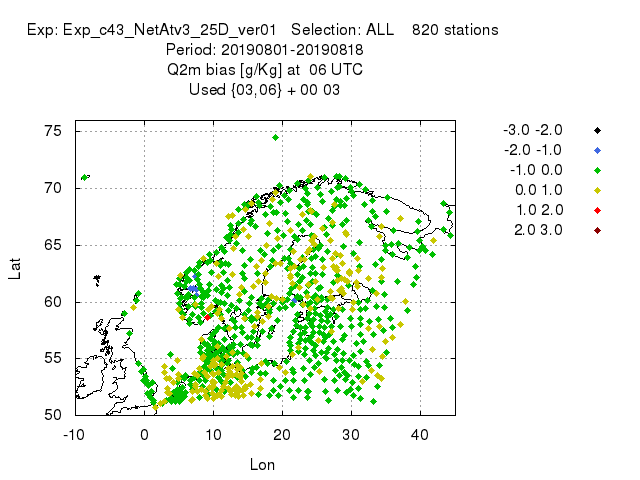 Exp: Exp_c43_NetAtv3_25D_ver01 Selection: ALL 820 stations
Period: 20190801-20190818
Q2m bias [g/Kg] at 06 UTC
Used {03,06} + 00 03
-3.0 -2.0
-2.0 -1.0
-1.0 0.0
0.0 1.0
1.0 2.0
2.0 3.0
75
70
65
60
55
50
Lat
-10 0 10 20 30 40
Lon